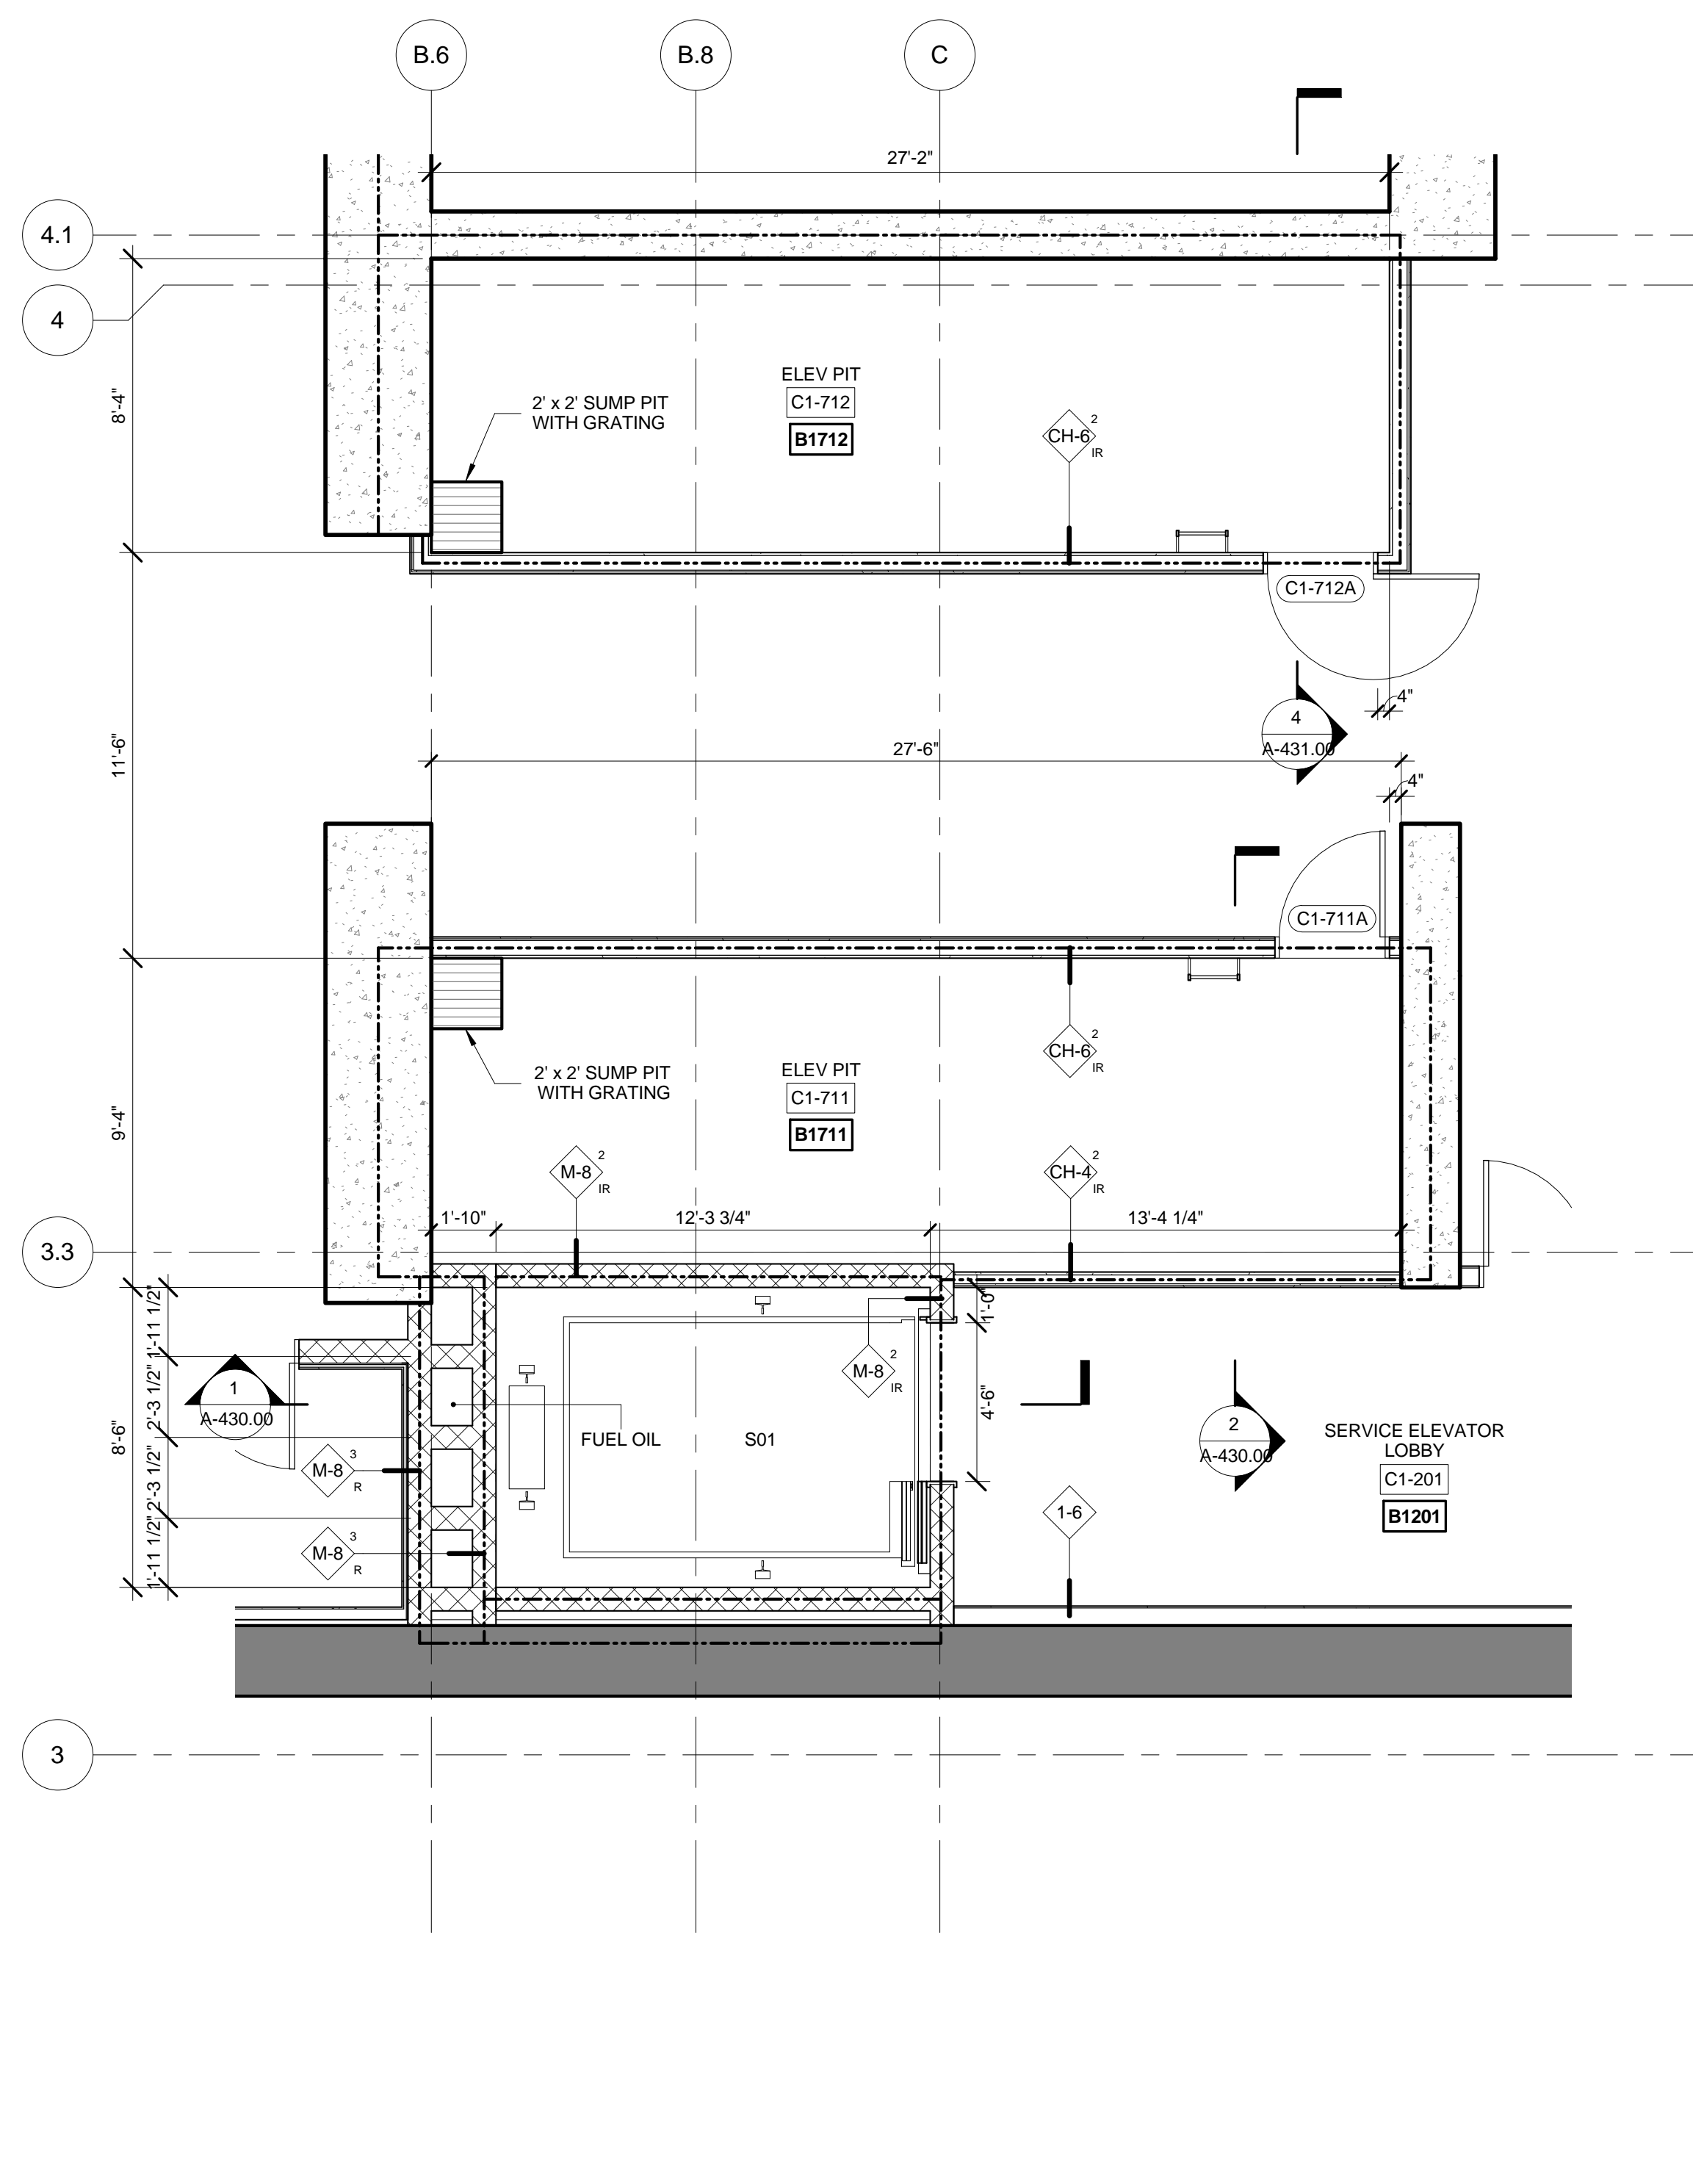 B.6
B.8
C
27'-2"
4.1
4
8'-4"
ELEV PIT
C1-712
B1712
2' x 2' SUMP PIT
WITH GRATING
CH-6
2
IR
C1-712A
4"
4
A-431.00
11'-6"
27'-6"
4"
C1-711A
CH-6
2
IR
2' x 2' SUMP PIT
WITH GRATING
ELEV PIT
C1-711
B1711
9'-4"
M-8
2
IR
CH-4
2
IR
1'-10"
12'-3 3/4"
13'-4 1/4"
3.3
1'-11 1/2"
1'-0"
M-8
2
IR
1
A-430.00
2'-3 1/2"
4'-6"
8'-6"
FUEL OIL
S01
2
A-430.00
SERVICE ELEVATOR
LOBBY
C1-201
B1201
M-8
3
R
2'-3 1/2"
1-6
M-8
3
R
1'-11 1/2"
3